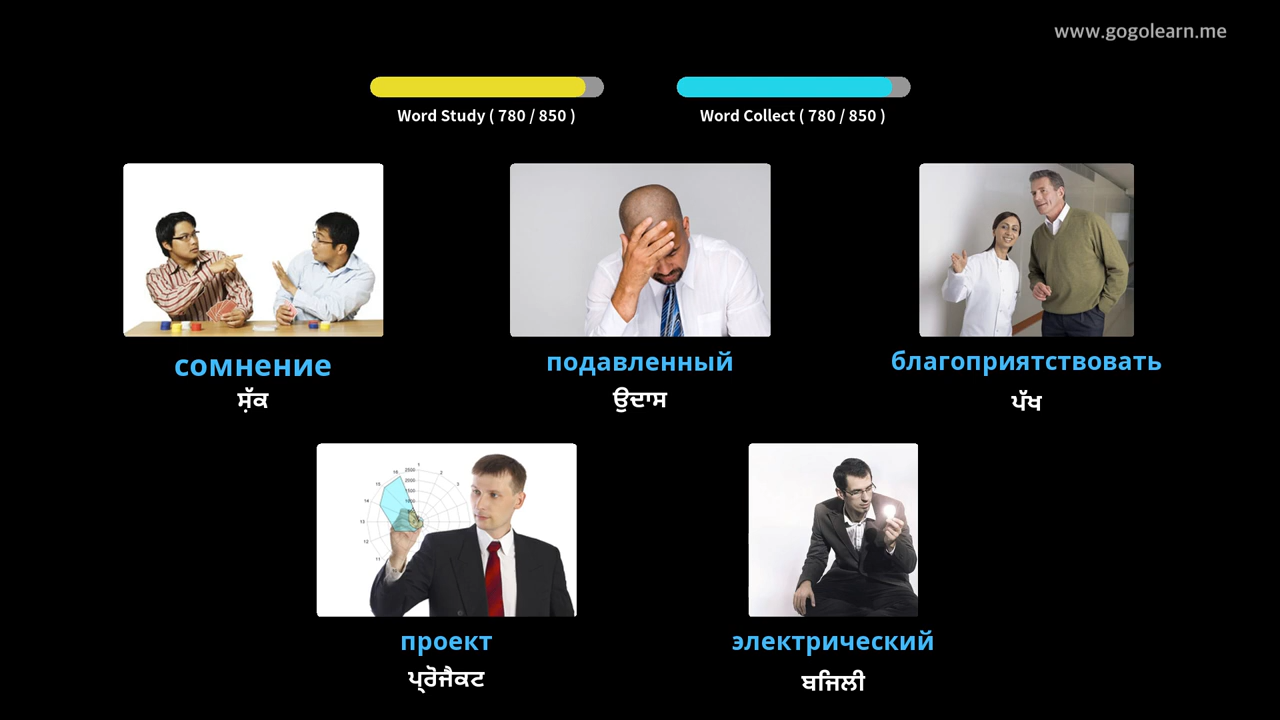 www.gogolearn.me
Word Study ( 780 / 850 )
Word Collect ( 780 / 850 )
сомнение
ਸ਼ੱਕ
подавленный
ਉਦਾਸ
благоприятствовать
ਪੱਖ
проект
ਪ੍ਰੋਜੈਕਟ
электрический
ਬਜਿਲੀ